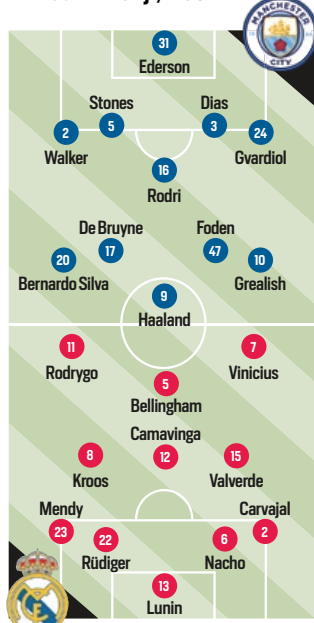 MANCHESTER
CITY
31
Ederson
Stones
Dias
2
5
3
24
Walker
Gvardiol
16
Rodri
De Bruyne
Foden
20
17
47
10
Bernardo Silva
Grealish
9
Haaland
11
7
Rodrygo
Vinicius
5
Bellingham
Camavinga
8
12
15
Kroos
Valverde
Mendy
Carvajal
23
22
6
2
Rüdiger
Nacho
13
Lunin